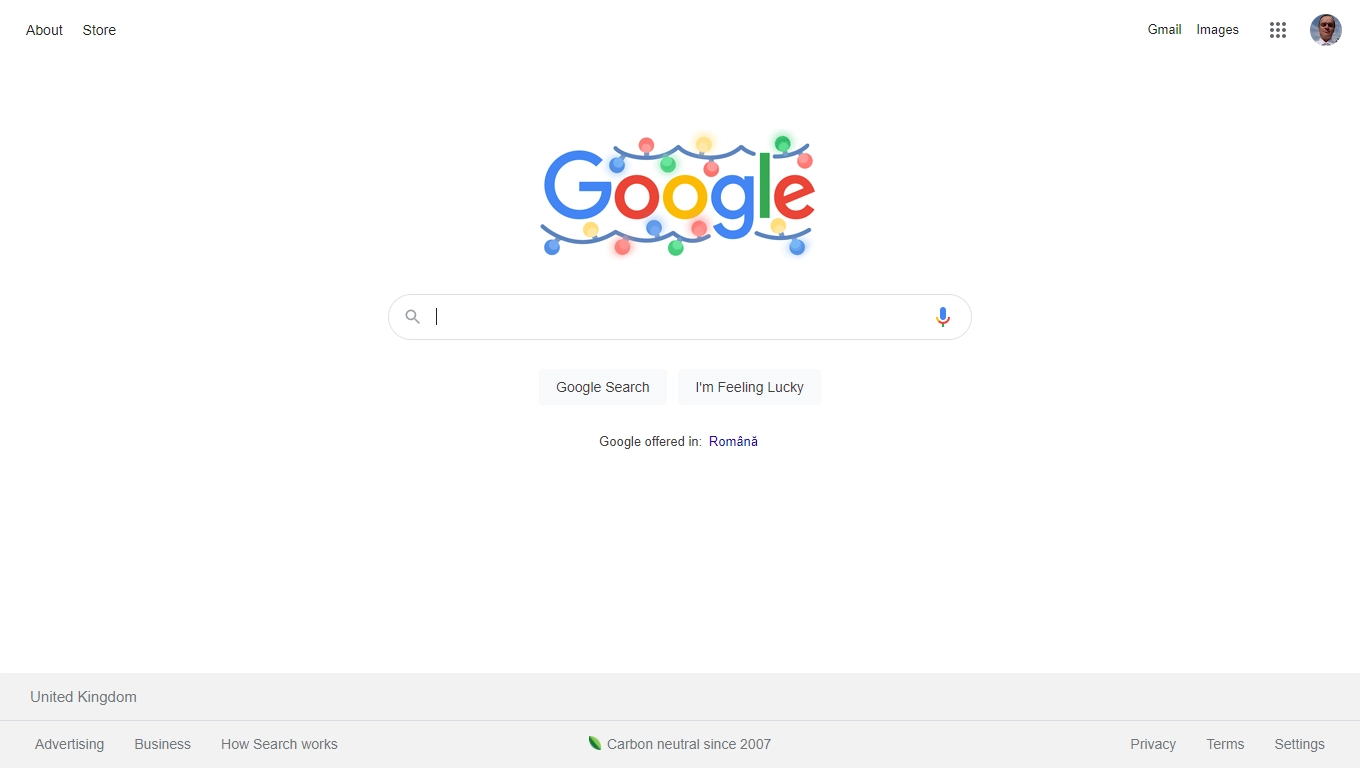 About Store
Gmail Images
Google
Google Search I'm Feeling Lucky
Google offered in: Română
United Kingdom
Advertising Business How Search works
Carbon neutral since 2007
Privacy Terms Settings